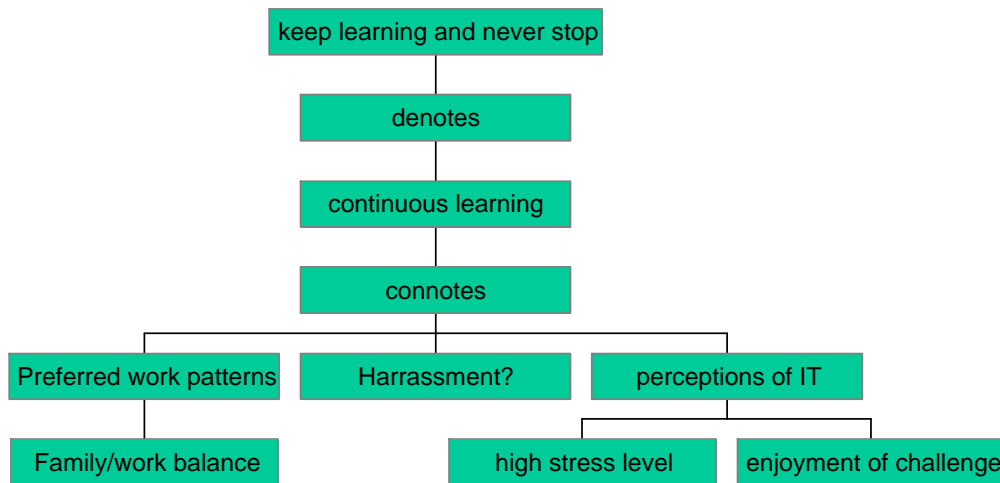 keep learning and never stop
denotes
continuous learning
connotes
Preferred work patterns
Harrassment?
perceptions of IT
Family/work balance
high stress level
enjoyment of challenge